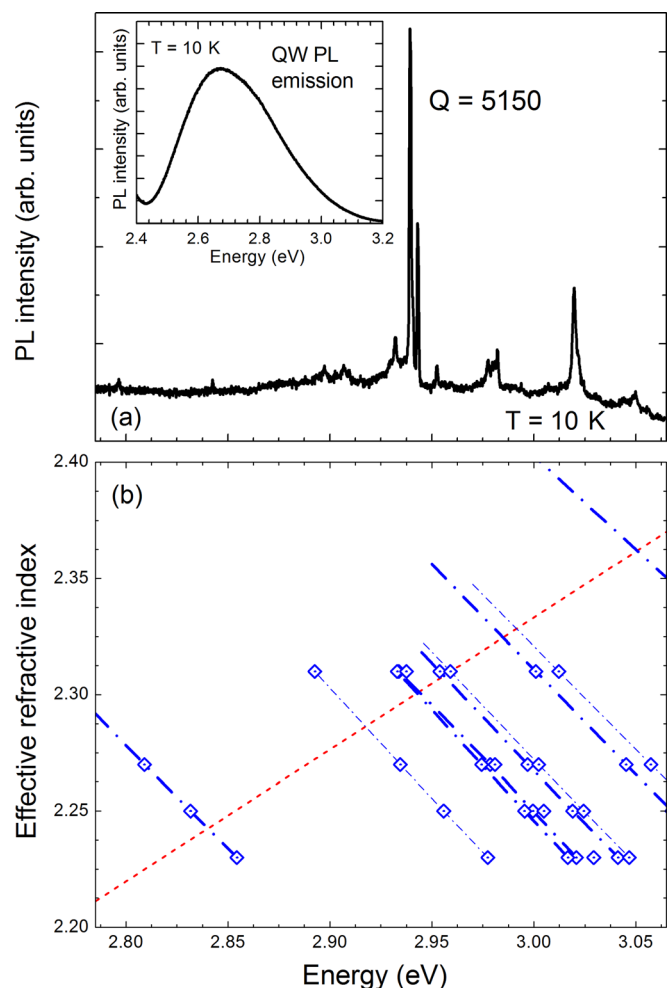 T = 10 K
QW PL
emission
PL intensity (arb. units)
2.4 2.6 2.8 3.0 3.2
Energy (eV)
Q = 5150
PL intensity (arb. units)
(a)
T = 10 K
2.40
(b)
2.35
2.30
2.25
2.20
Effective refractive index
2.80 2.85 2.90 2.95 3.00 3.05
Energy (eV)